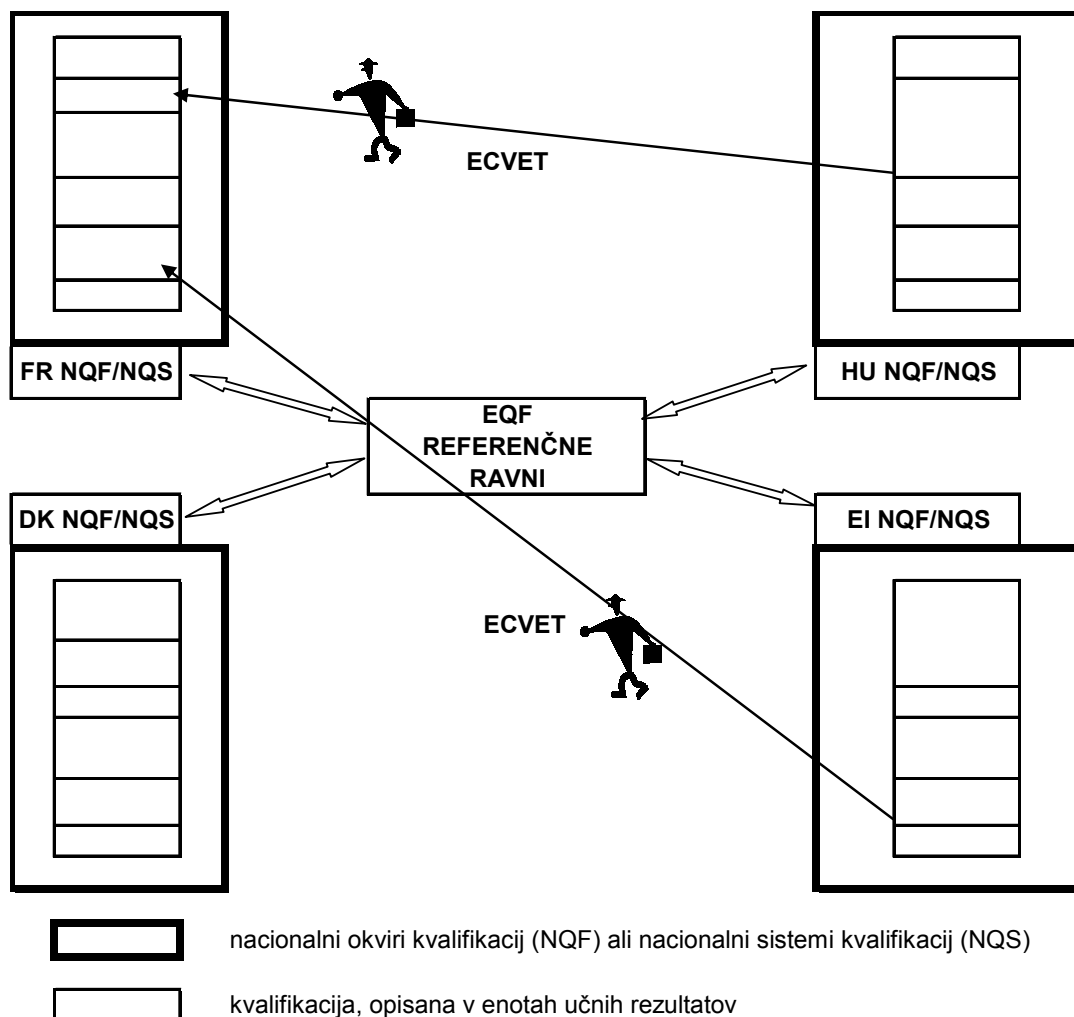 ECVET
FR NQF/NQS
HU NQF/NQS
EQF
REFERENČNE
RAVNI
DK NQF/NQS
EI NQF/NQS
ECVET
nacionalni okviri kvalifikacij (NQF) ali nacionalni sistemi kvalifikacij (NQS)
kvalifikacija, opisana v enotah učnih rezultatov